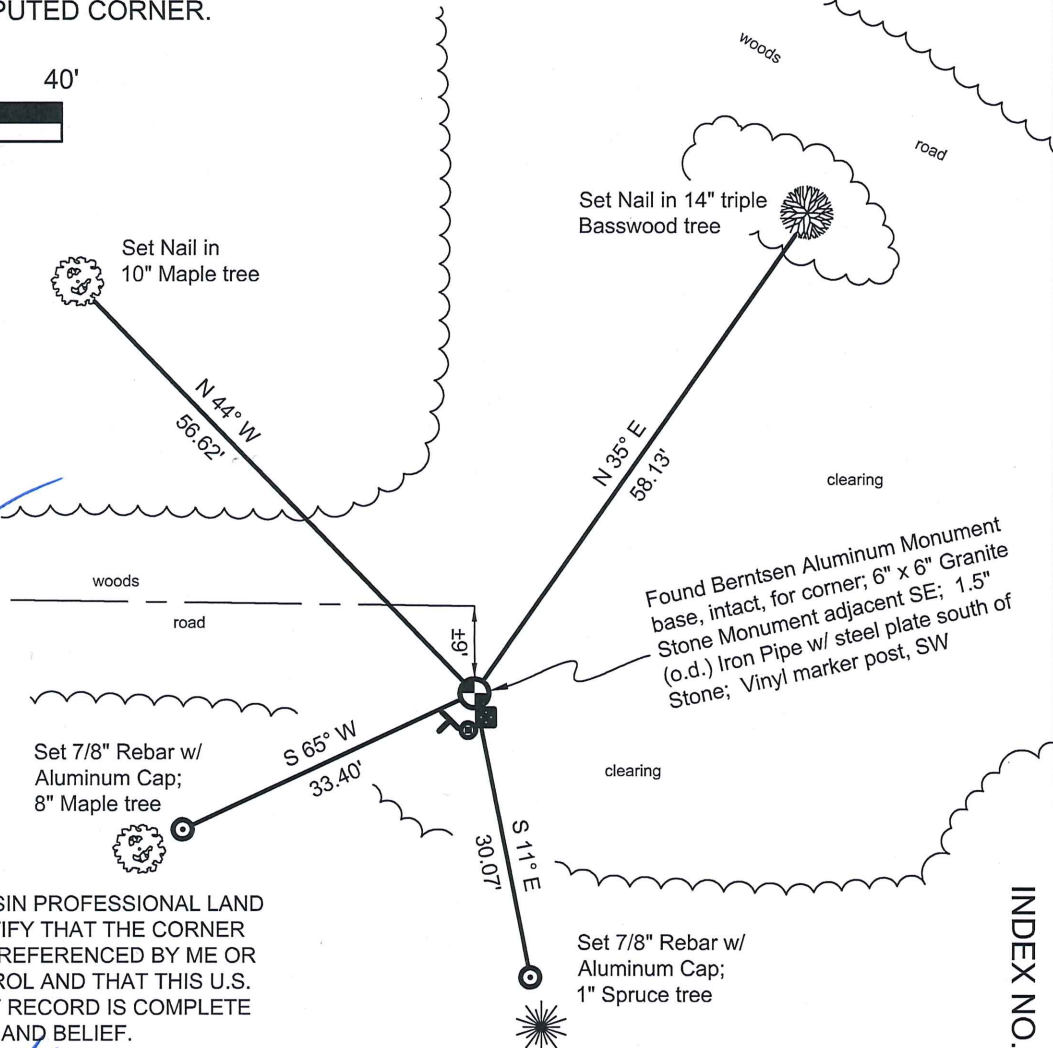 PUTED CORNER.
40'
woods
road
Set Nail in 14" triple
Basswood tree
Set Nail in
10" Maple tree
N 44° W
56.62'
N 35° E
58.13'
clearing
woods
road
9'±
Found Berntsen Aluminum Monument
base, intact, for corner; 6" x 6" Granite
Stone Monument adjacent SE; 1.5"
(o.d.) Iron Pipe w/ steel plate south of
Stone; Vinyl marker post, SW
S 65° W
33.40'
Set 7/8" Rebar w/
Aluminum Cap;
8" Maple tree
clearing
S 11° E
30.07'
SIN PROFESSIONAL LAND
TIFY THAT THE CORNER
REFERENCED BY ME OR
ROL AND THAT THIS U.S.
Y RECORD IS COMPLETE
AND BELIEF.
Set 7/8" Rebar w/
Aluminum Cap;
1" Spruce tree
INDEX NO.